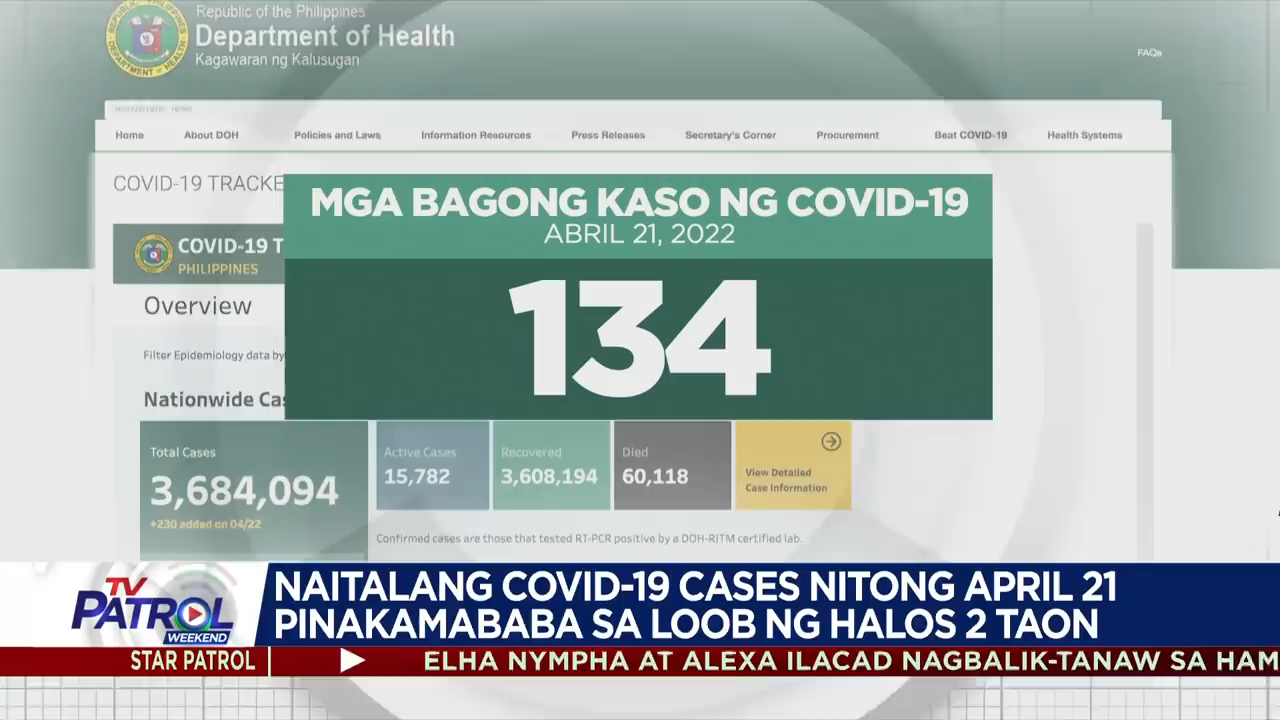 Republic of the Philippines
Department of Health
Kagawaran ng Kalusugan
FAQs
Home About DOH Policies and Laws Information Resources Press Releases Secretary's Corner Procurement Beat COVID-19 Health Systems
COVID-19 TRACKE
MGA BAGONG KASO NG COVID-19
ABRIL 21, 2022
134
COVID-19 T
PHILIPPINES
Overview
Filter Epidemiology data by
Nationwide Cas
Total Cases
3,684,094
+230 added on 04/22
Active Cases
15,782
Recovered
3,608,194
Died
60,118
View Detailed
Case Information
Confirmed cases are those that tested RT-PCR positive by a DOH-RITM certified lab.
TV
PATROL
WEEKEND
NAITALANG COVID-19 CASES NITONG APRIL 21
PINAKAMABABA SA LOOB NG HALOS 2 TAON
STAR PATROL
ELHA NYMPHA AT ALEXA ILACAD NAGBALIK-TANAW SA HAM